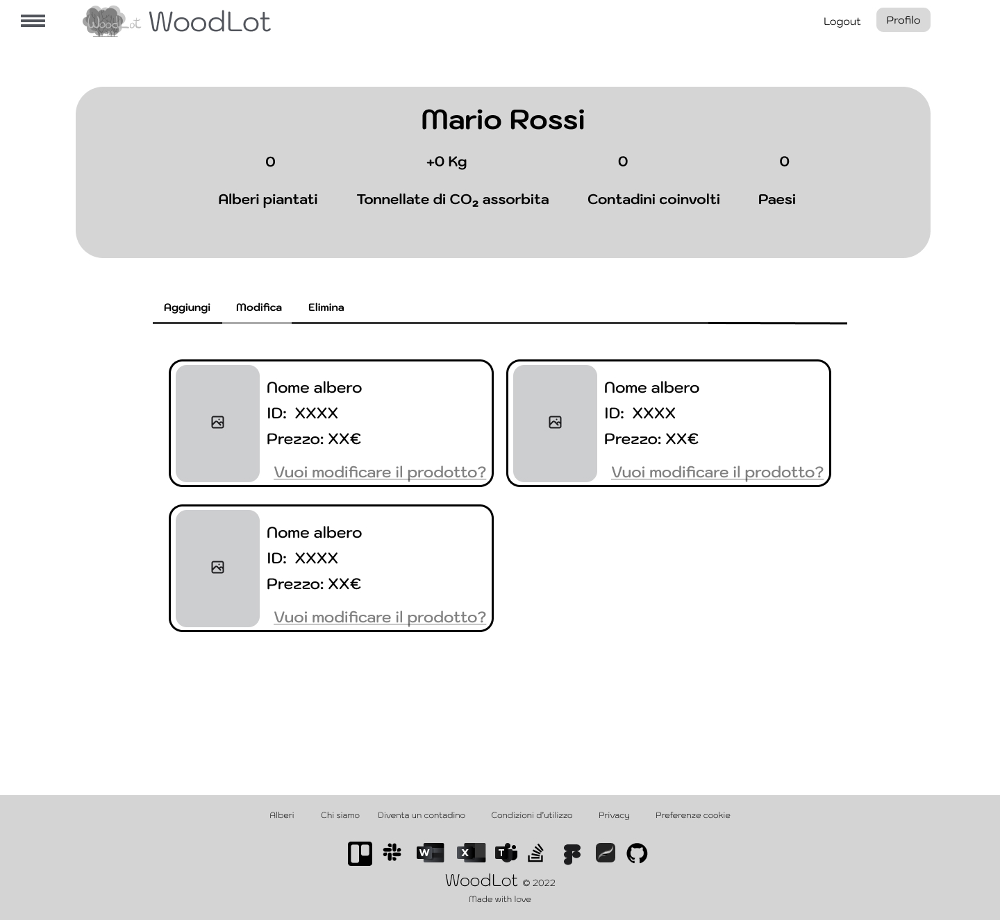 WoodLot WoodLot Logout Profilo
Mario Rossi
0 +0 Kg 0 0
Alberi piantati Tonnellate di CO₂ assorbita Contadini coinvolti Paesi
Aggiungi Modifica Elimina
Nome albero
ID: XXXX
Prezzo: XX€
Vuoi modificare il prodotto?
Nome albero
ID: XXXX
Prezzo: XX€
Vuoi modificare il prodotto?
Nome albero
ID: XXXX
Prezzo: XX€
Vuoi modificare il prodotto?
Alberi Chi siamo Diventa un contadino Condizioni d'utilizzo Privacy Preferenze cookie
W X T
WoodLot © 2022
Made with love